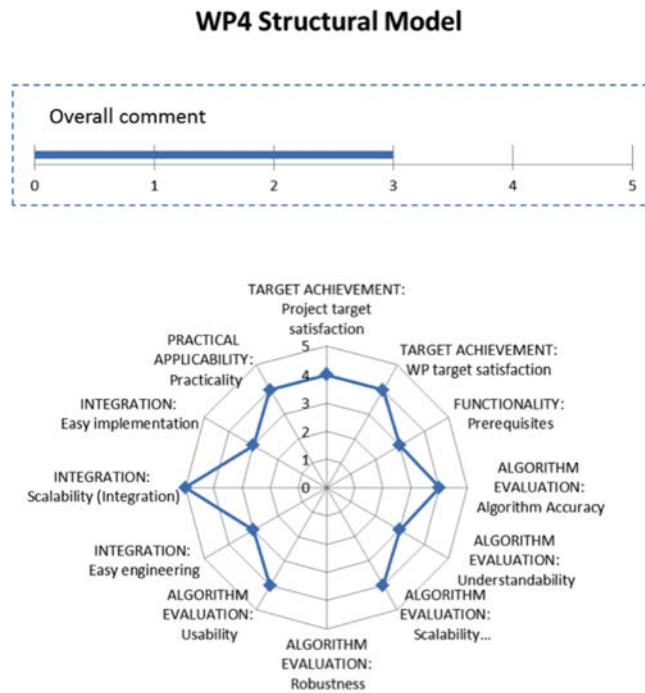 WP4 Structural Model
Overall comment
0 1 2 3 4 5
TARGET ACHIEVEMENT:
Project target
satisfaction
TARGET ACHIEVEMENT:
WP target satisfaction
FUNCTIONALITY:
Prerequisites
ALGORITHM
EVALUATION:
Algorithm Accuracy
ALGORITHM
EVALUATION:
Understandability
ALGORITHM
EVALUATION:
Scalability...
ALGORITHM
EVALUATION:
Robustness
ALGORITHM
EVALUATION:
Usability
INTEGRATION:
Easy engineering
INTEGRATION:
Scalability (Integration)
INTEGRATION:
Easy implementation
PRACTICAL
APPLICABILITY:
Practicality
5
4
3
2
1
0